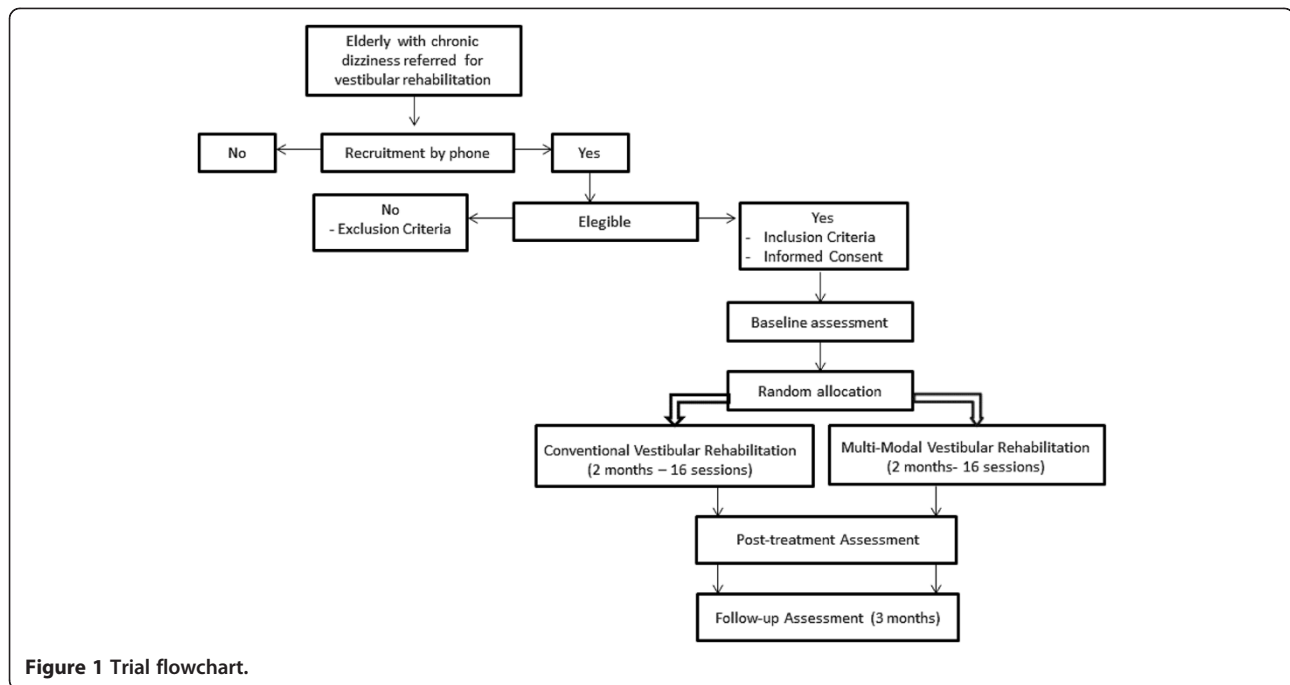 Elderly with chronic
dizziness referred for
vestibular rehabilitation
No
Recruitment by phone
Yes
No
- Exclusion Criteria
Elegible
Yes
- Inclusion Criteria
- Informed Consent
Baseline assessment
Random allocation
Conventional Vestibular Rehabilitation
(2 months – 16 sessions)
Multi-Modal Vestibular Rehabilitation
(2 months- 16 sessions)
Post-treatment Assessment
Follow-up Assessment (3 months)
Figure 1 Trial flowchart.